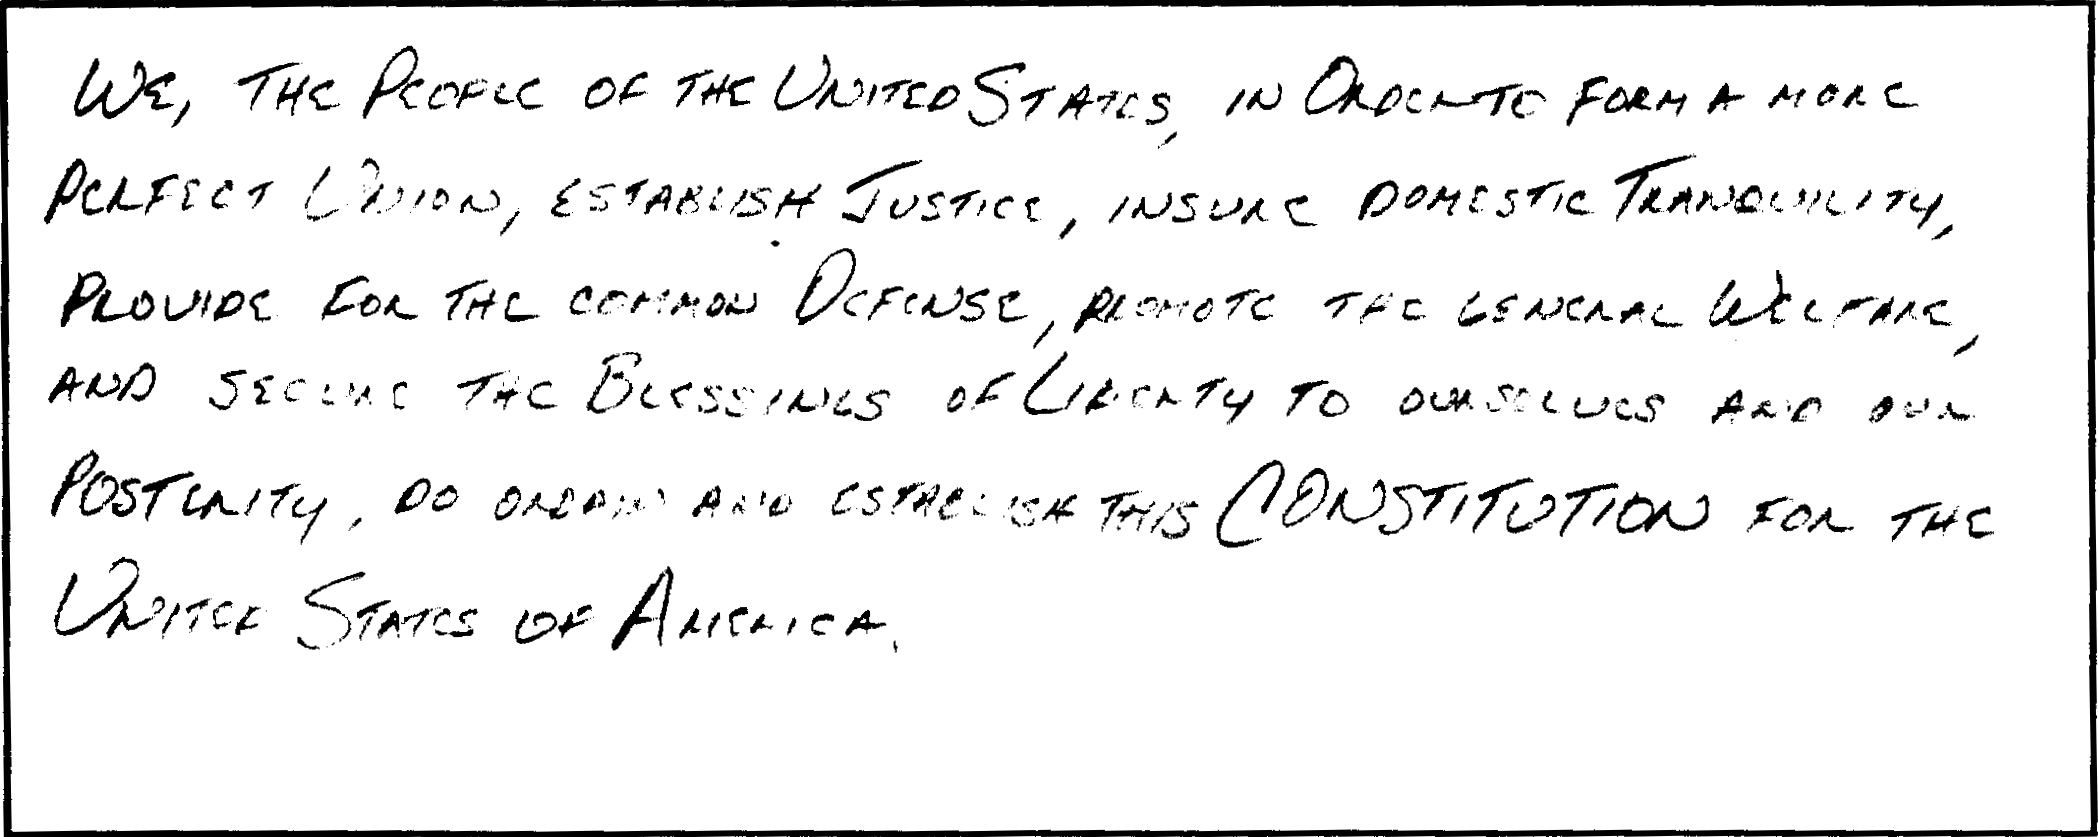 We, the People of the United States, in Order to form a more
perfect Union, establish Justice, insure domestic Tranquility,
provide for the common Defense, promote the general Welfare,
and secure the Blessings of Liberty to ourselves and our
Posterity, do ordain and establish this CONSTITUTION for the
United States of America.